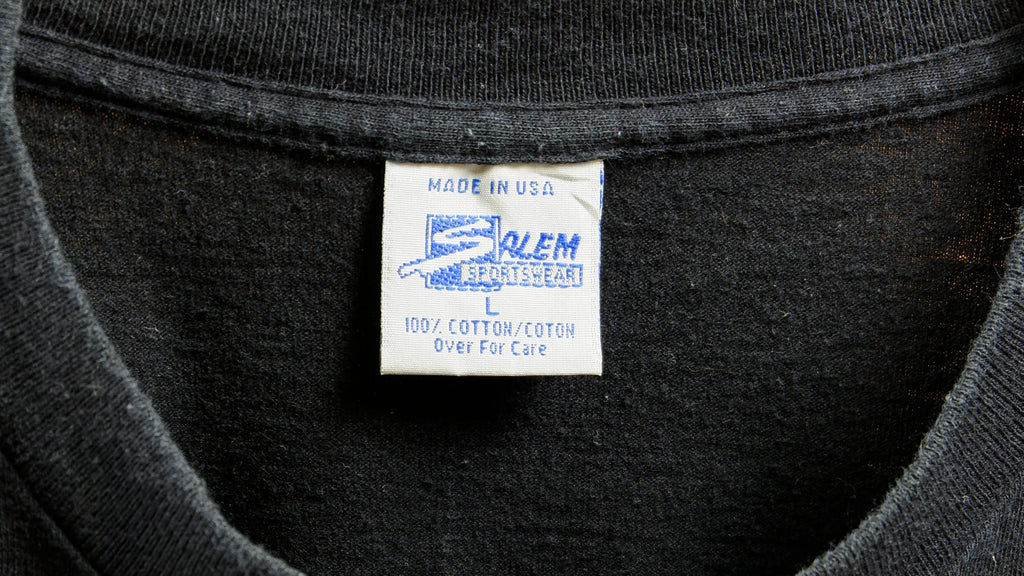 MADE IN USA
SALEM
SPORTSWEAR
L
100% COTTON/COTON
Over For Care